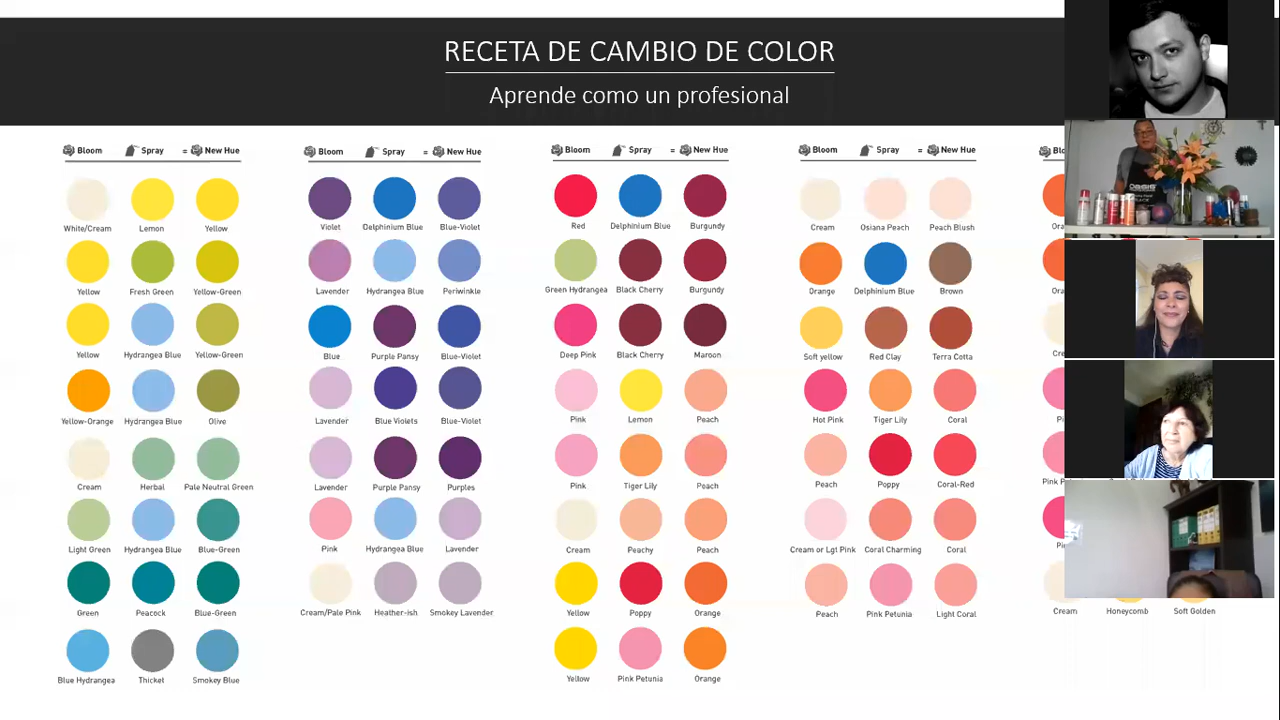 RECETA DE CAMBIO DE COLOR
Aprende como un profesional
Bloom Spray = New Hue
White/Cream Lemon Yellow
Yellow Fresh Green Yellow-Green
Yellow Hydrangea Blue Yellow-Green
Yellow-Orange Hydrangea Blue Olive
Cream Herbal Pale Neutral Green
Light Green Hydrangea Blue Blue-Green
Green Peacock Blue-Green
Blue Hydrangea Thicket Smokey Blue
Bloom Spray = New Hue
Violet Delphinium Blue Blue-Violet
Lavender Hydrangea Blue Periwinkle
Blue Purple Pansy Blue-Violet
Lavender Blue Violets Blue-Violet
Lavender Purple Pansy Purples
Pink Hydrangea Blue Lavender
Cream/Pale Pink Heather-ish Smokey Lavender
Bloom Spray = New Hue
Red Delphinium Blue Burgundy
Green Hydrangea Black Cherry Burgundy
Deep Pink Black Cherry Maroon
Pink Lemon Peach
Pink Tiger Lily Peach
Cream Peachy Peach
Yellow Poppy Orange
Yellow Pink Petunia Orange
Bloom Spray = New Hue
Cream Osiana Peach Peach Blush
Orange Delphinium Blue Brown
Soft yellow Red Clay Terra Cotta
Hot Pink Tiger Lily Coral
Peach Poppy Coral-Red
Cream or Lgt Pink Coral Charming Coral
Peach Pink Petunia Light Coral
Cream Honeycomb Soft Golden